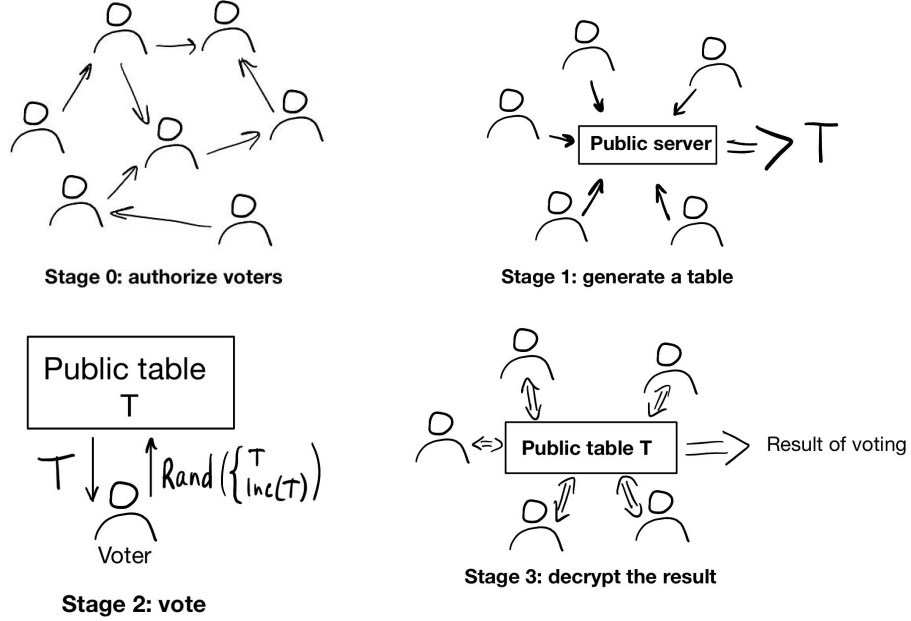 Public server
T
Stage 0: authorize voters
Stage 1: generate a table
Public table
T
T
Rand({T
Inc(T))
Voter
Stage 2: vote
Public table T
Result of voting
Stage 3: decrypt the result